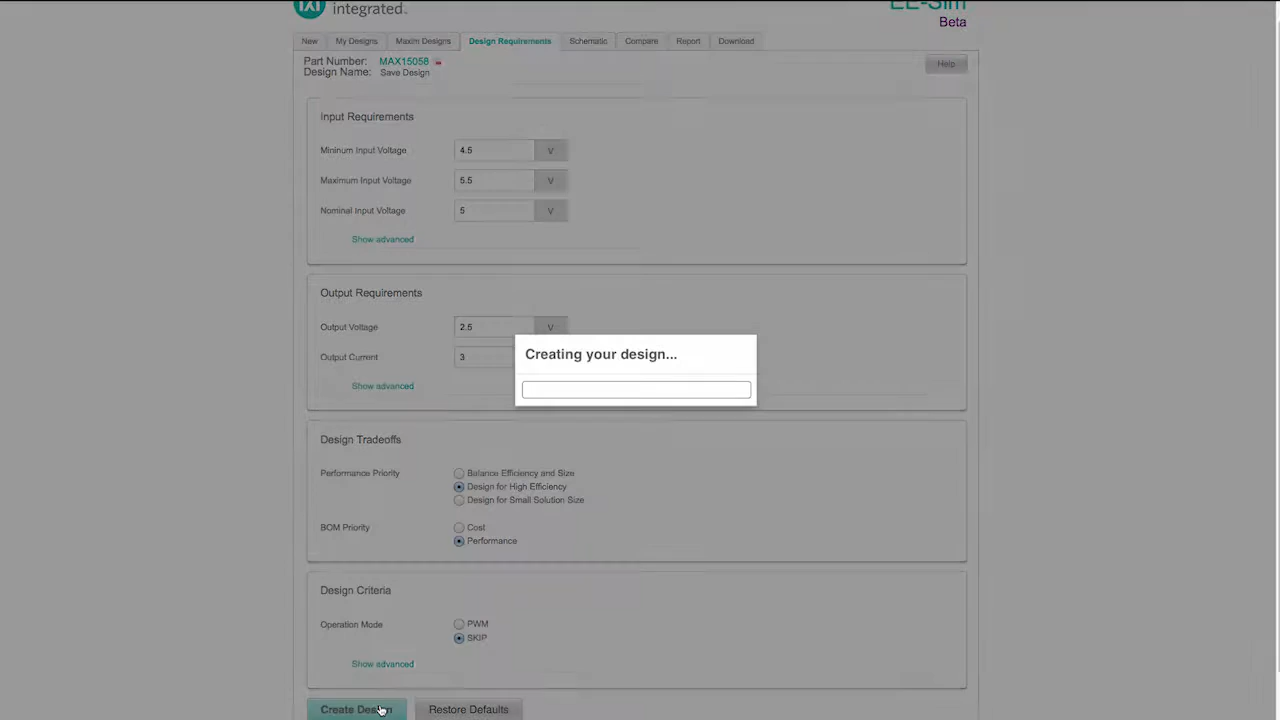 integrated.
EE-Sim
Beta
New My Designs Maxim Designs Design Requirements Schematic Compare Report Download
Part Number: MAX15058
Design Name: Save Design
Help
Input Requirements
Mininum Input Voltage 4.5 V
Maximum Input Voltage 5.5 V
Nominal Input Voltage 5 V
Show advanced
Output Requirements
Output Voltage 2.5 V
Output Current 3
Creating your design...
Show advanced
Design Tradeoffs
Performance Priority Balance Efficiency and Size
Design for High Efficiency
Design for Small Solution Size
BOM Priority Cost
Performance
Design Criteria
Operation Mode PWM
SKIP
Show advanced
Create Design Restore Defaults